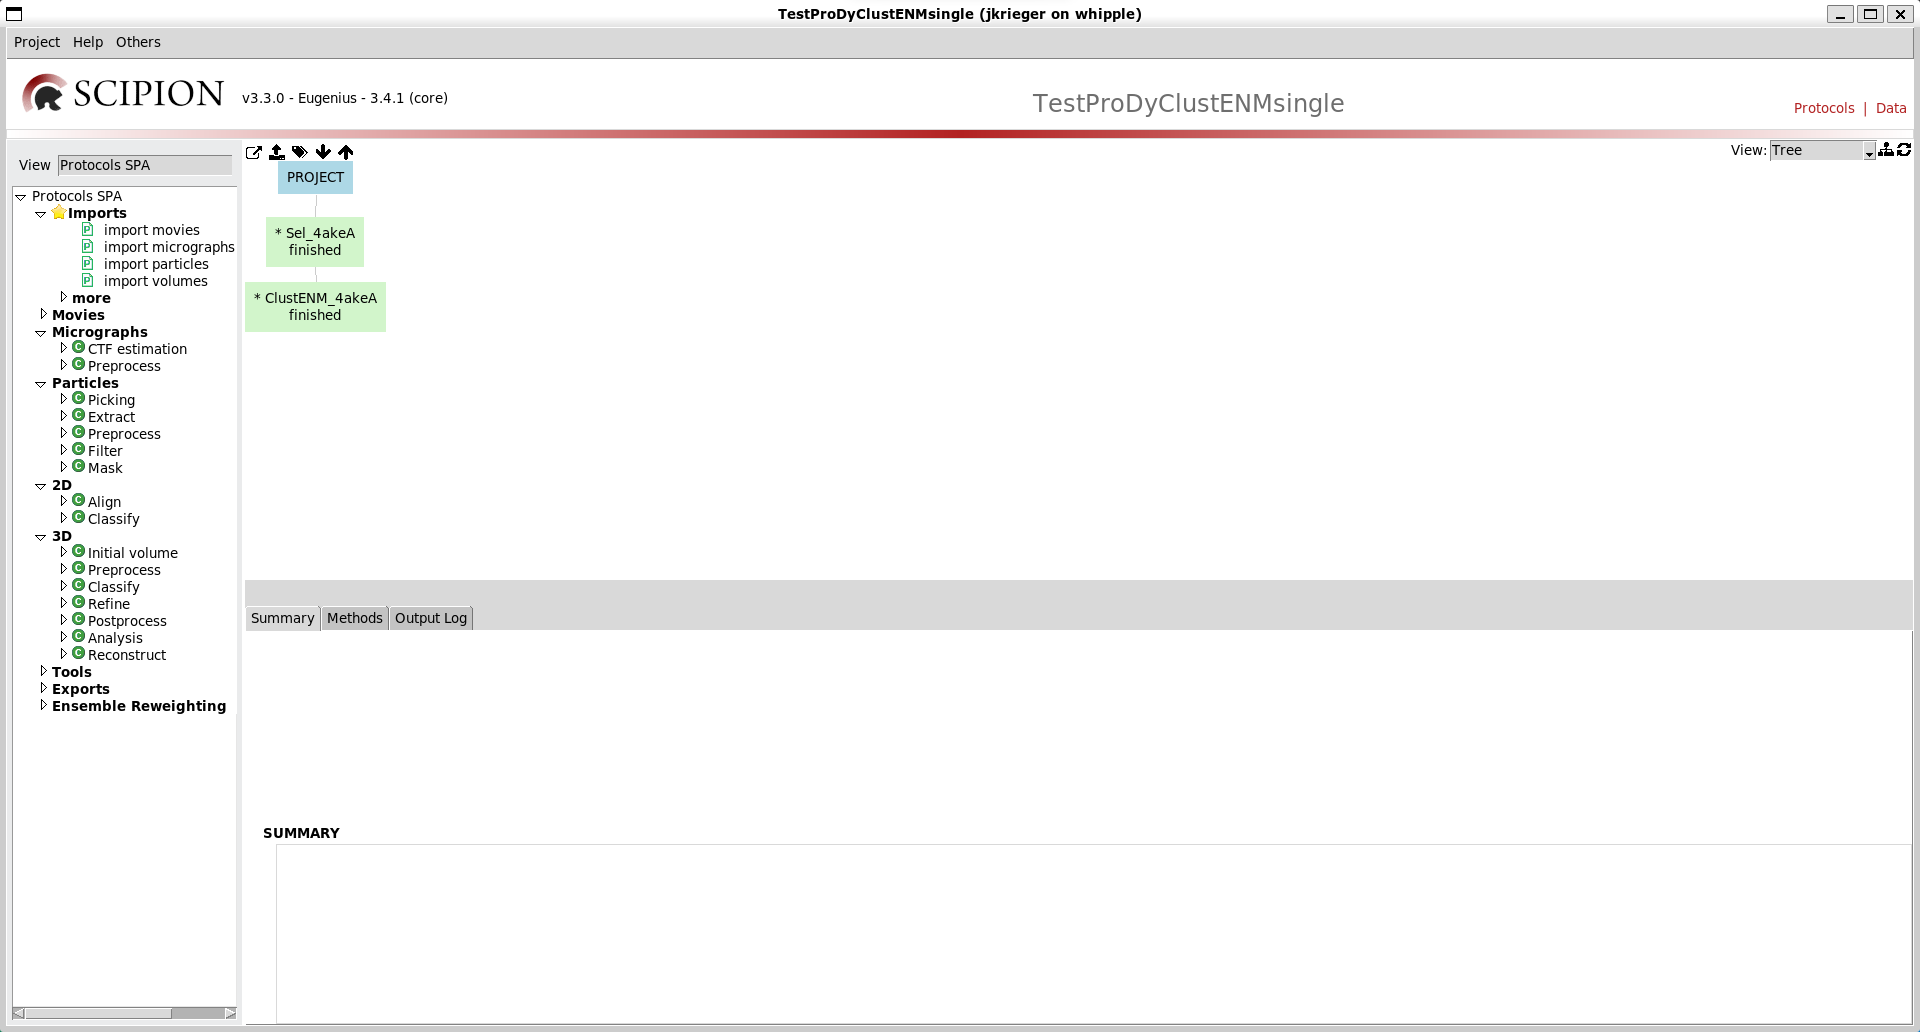 TestProDyClustENMsingle (jkrieger on whipple)
Project Help Others
SCIPION v3.3.0 - Eugenius - 3.4.1 (core)
TestProDyClustENMsingle
Protocols | Data
View Protocols SPA
View: Tree
Protocols SPA
Imports
import movies
import micrographs
import particles
import volumes
more
Movies
Micrographs
CTF estimation
Preprocess
Particles
Picking
Extract
Preprocess
Filter
Mask
2D
Align
Classify
3D
Initial volume
Preprocess
Classify
Refine
Postprocess
Analysis
Reconstruct
Tools
Exports
Ensemble Reweighting
PROJECT
* Sel_4akeA
finished
* ClustENM_4akeA
finished
Summary Methods Output Log
SUMMARY